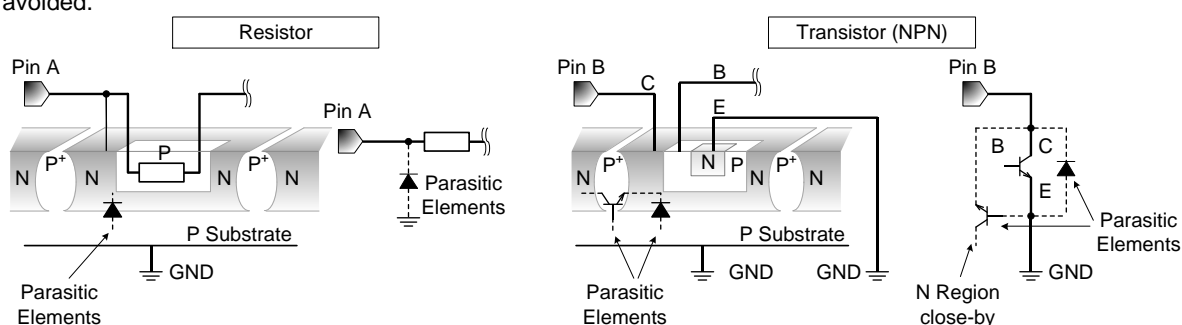 avoided.
Resistor
Transistor (NPN)
Pin A
Pin A
N P+ N P N P+ N
Parasitic
Elements
P Substrate
GND
Parasitic
Elements
Pin B
C
B
E
N P+ N N P N P+ N
P Substrate
GND
GND
Parasitic
Elements
Pin B
B
C
E
Parasitic
Elements
GND
N Region
close-by